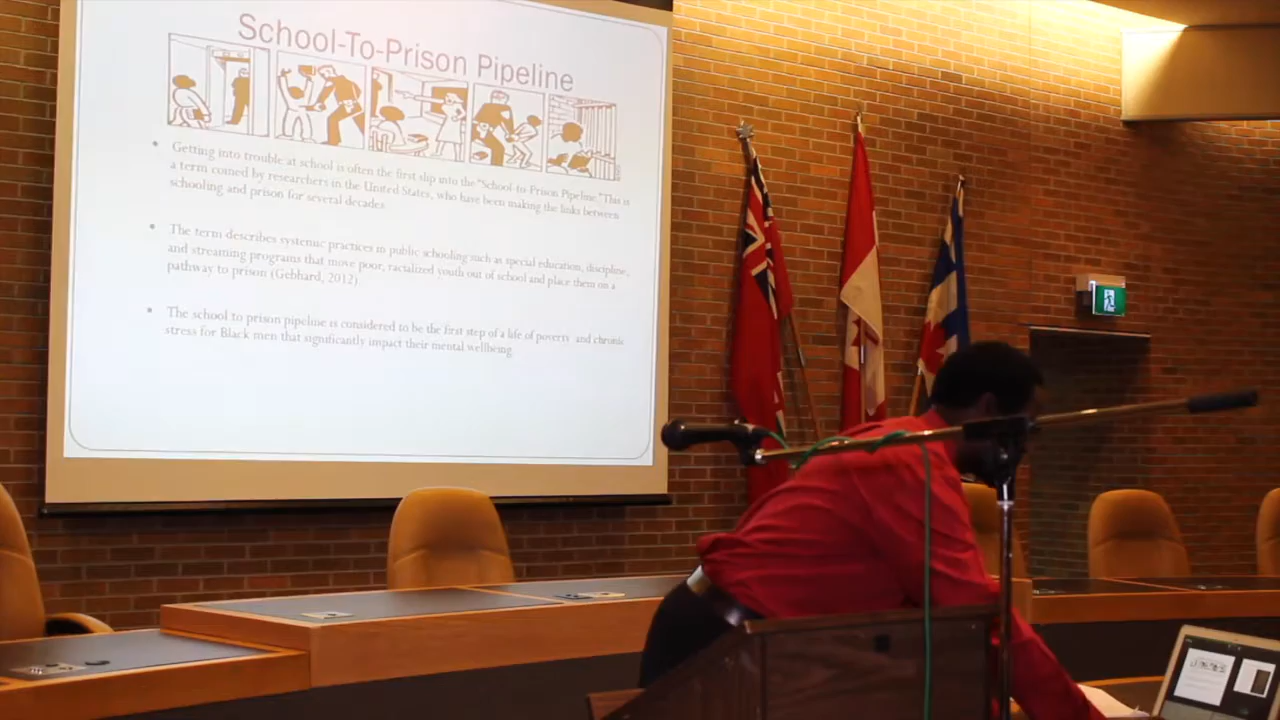 School-To-Prison Pipeline
• Getting into trouble at school is often the first slip into the "School-to-Prison Pipeline." This is
a term coined by researchers in the United States, who have been making the links between
schooling and prison for several decades
• The term describes systemic practices in public schooling such as special education, discipline,
and streaming programs that move poor, racialized youth out of school and place them on a
pathway to prison (Gebhard, 2012).
• The school to prison pipeline is considered to be the first step of a life of poverty and chronic
stress for Black men that significantly impact their mental wellbeing.